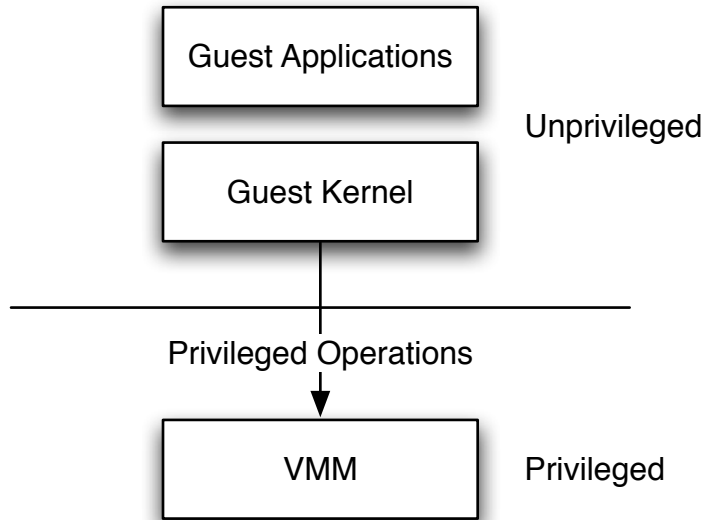 Guest Applications
Unprivileged
Guest Kernel
Privileged Operations
VMM
Privileged